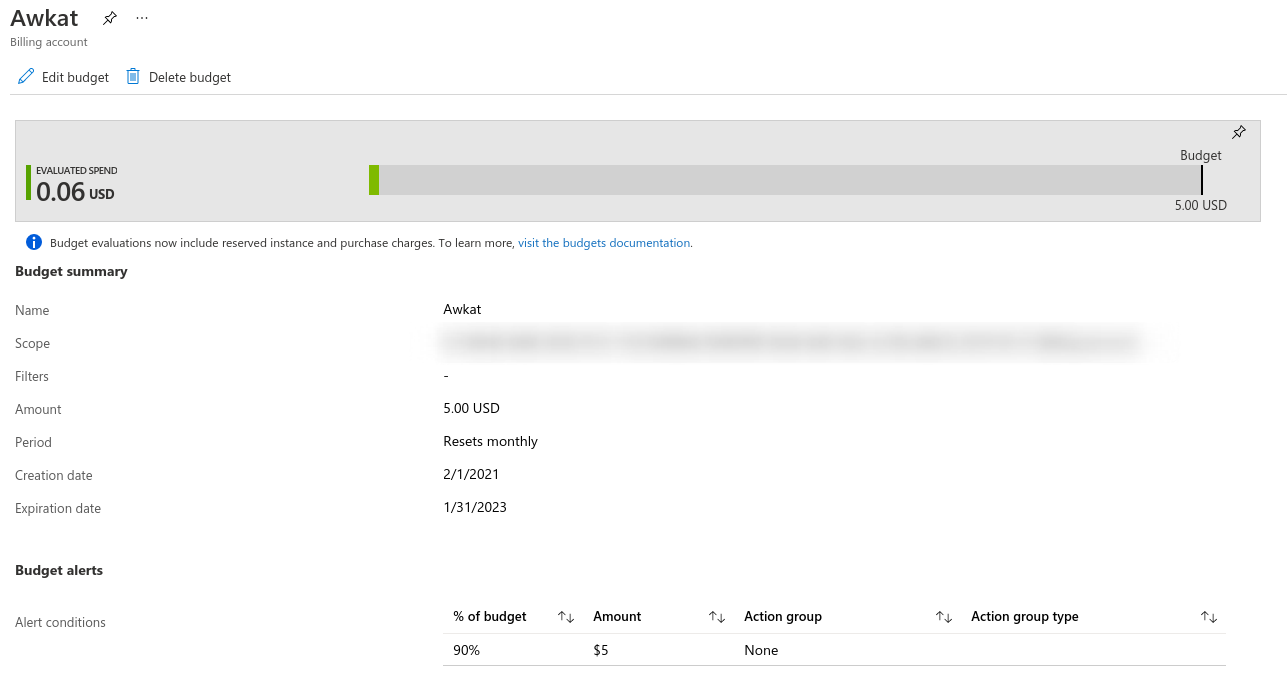 Awkat
Billing account
Edit budget Delete budget
Budget
EVALUATED SPEND
0.06 USD
5.00 USD
Budget evaluations now include reserved instance and purchase charges. To learn more, visit the budgets documentation.
Budget summary
Name Awkat
Scope
Filters -
Amount 5.00 USD
Period Resets monthly
Creation date 2/1/2021
Expiration date 1/31/2023
Budget alerts
Alert conditions
% of budget Amount Action group Action group type
90% $5 None